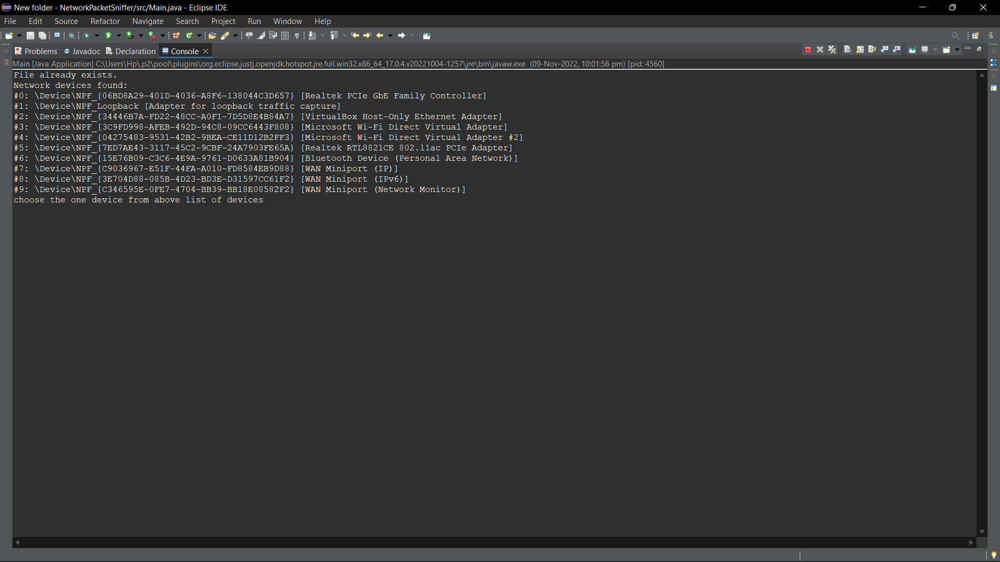 New folder - NetworkPacketSniffer/src/Main.java - Eclipse IDE
File Edit Source Refactor Navigate Search Project Run Window Help
Problems @ Javadoc Declaration Console
Main [Java Application] C:\Users\Hp\.p2\pool\plugins\org.eclipse.justj.openjdk.hotspot.jre.full.win32.x86_64_17.0.4.v20221004-1257\jre\bin\javaw.exe (09-Nov-2022, 10:01:56 pm) [pid: 4560]
File already exists.
Network devices found:
#0: \Device\NPF_{06BD8A29-401D-4036-A8F6-138044C3D657} [Realtek PCIe GbE Family Controller]
#1: \Device\NPF_Loopback [Adapter for loopback traffic capture]
#2: \Device\NPF_{34446B7A-FD22-48CC-A0F1-7D5D8E4B84A7} [VirtualBox Host-Only Ethernet Adapter]
#3: \Device\NPF_{3C9FD998-AFEB-492D-94C8-09CC6443F808} [Microsoft Wi-Fi Direct Virtual Adapter]
#4: \Device\NPF_{04275483-9531-42B2-9BEA-CE11D12B2FF3} [Microsoft Wi-Fi Direct Virtual Adapter #2]
#5: \Device\NPF_{7ED7AE43-3117-45C2-9CBF-24A7903FE65A} [Realtek RTL8821CE 802.11ac PCIe Adapter]
#6: \Device\NPF_{15E76B09-C3C6-4E9A-9761-D0633A81B904} [Bluetooth Device (Personal Area Network)]
#7: \Device\NPF_{C9036967-E51F-44FA-A010-FD8584EB9D88} [WAN Miniport (IP)]
#8: \Device\NPF_{3E704D88-085B-4D23-BD3E-D31597CC61F2} [WAN Miniport (IPv6)]
#9: \Device\NPF_{C346595E-0FE7-4704-BB39-BB18E08582F2} [WAN Miniport (Network Monitor)]
choose the one device from above list of devices